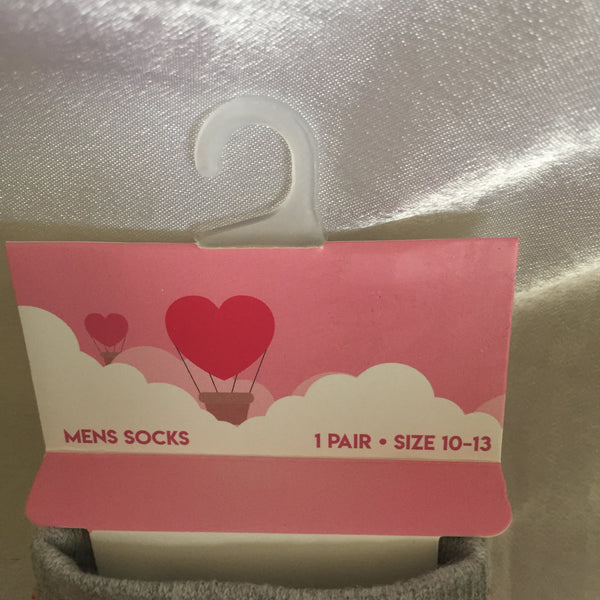 MENS SOCKS
1 PAIR • SIZE 10-13